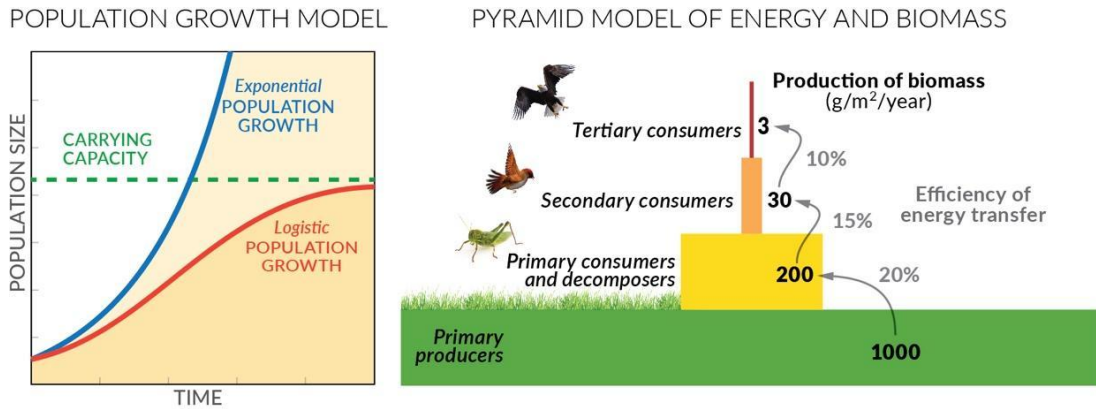 POPULATION GROWTH MODEL
POPULATION SIZE
Exponential
POPULATION
GROWTH
CARRYING
CAPACITY
Logistic
POPULATION
GROWTH
TIME
PYRAMID MODEL OF ENERGY AND BIOMASS
Production of biomass
(g/m²/year)
Tertiary consumers 3
10%
Secondary consumers 30
15%
Efficiency of
energy transfer
Primary consumers
and decomposers
200
20%
Primary
producers
1000